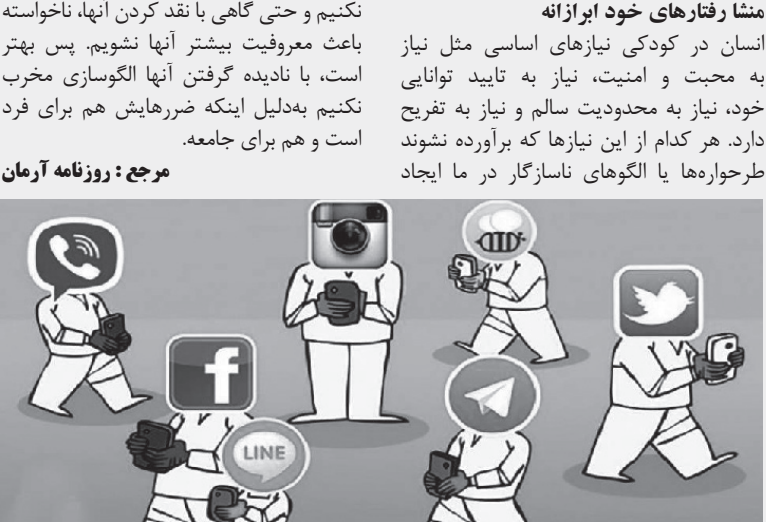 منشا رفتارهای خود ابرازانه
انسان در کودکی نیازهای اساسی مثل نیاز
به محبت و امنیت، نیاز به تایید توانایی
خود، نیاز به محدودیت سالم و نیاز به تفریح
دارد. هر کدام از این نیازها که برآورده نشوند
طرحواره‌ها یا الگوهای ناسازگار در ما ایجاد
نکنیم و حتی گاهی با نقد کردن آنها، ناخواسته
باعث معروفیت بیشتر آنها نشویم. پس بهتر
است، با نادیده گرفتن آنها الگوسازی مخرب
نکنیم به‌دلیل اینکه ضررهایش هم برای فرد
است و هم برای جامعه.
مرجع : روزنامه آرمان
f
LINE